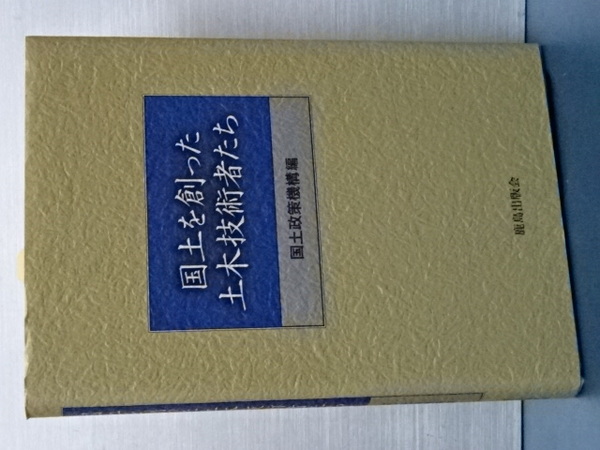 国土を創った
土木技術者たち
国土政策機構編
鹿島出版会